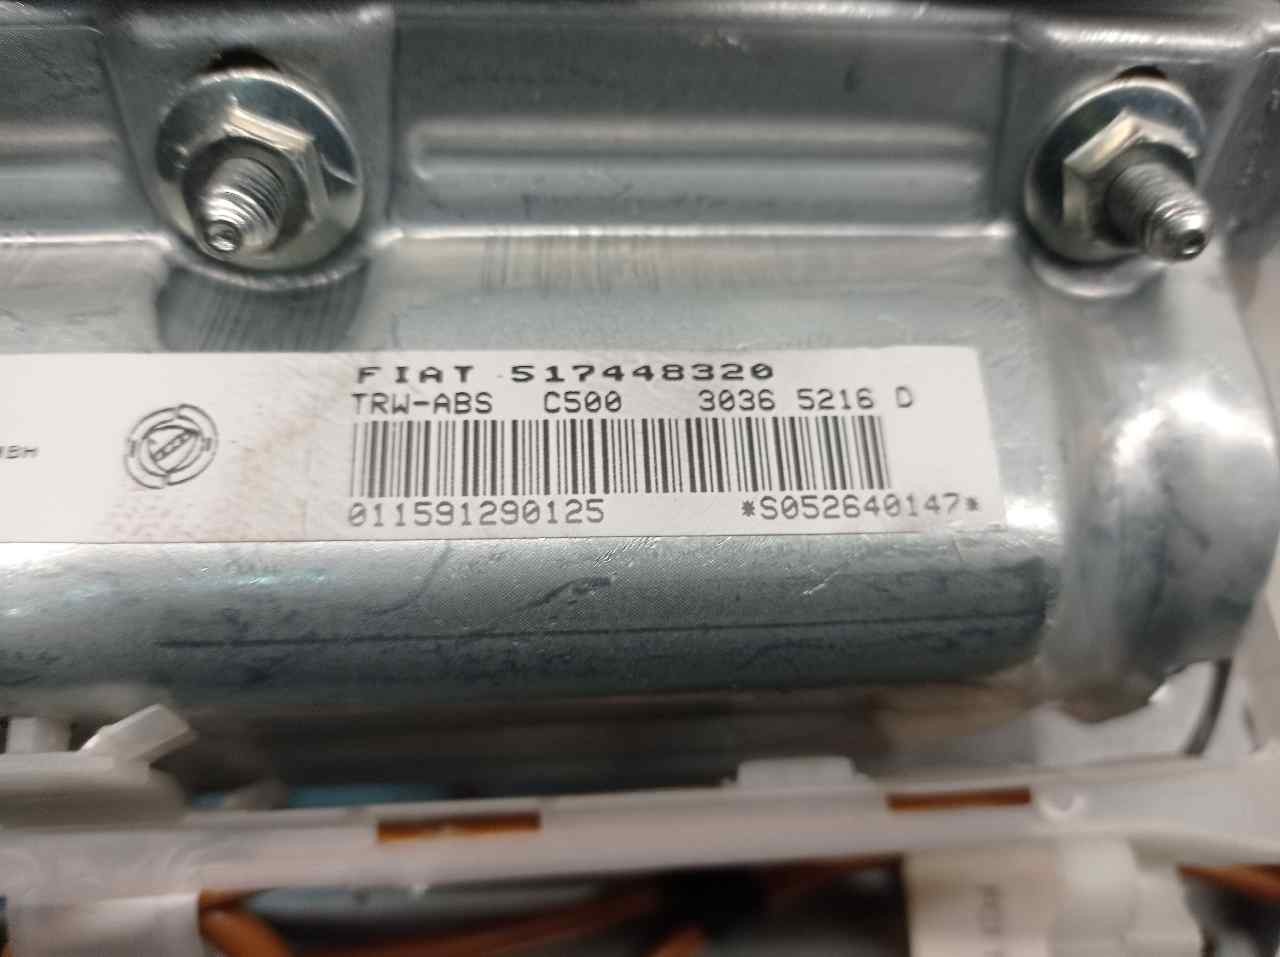 FIAT 517448320
TRW-ABS C500 3036 5216 D
011591290125 *S052640147*